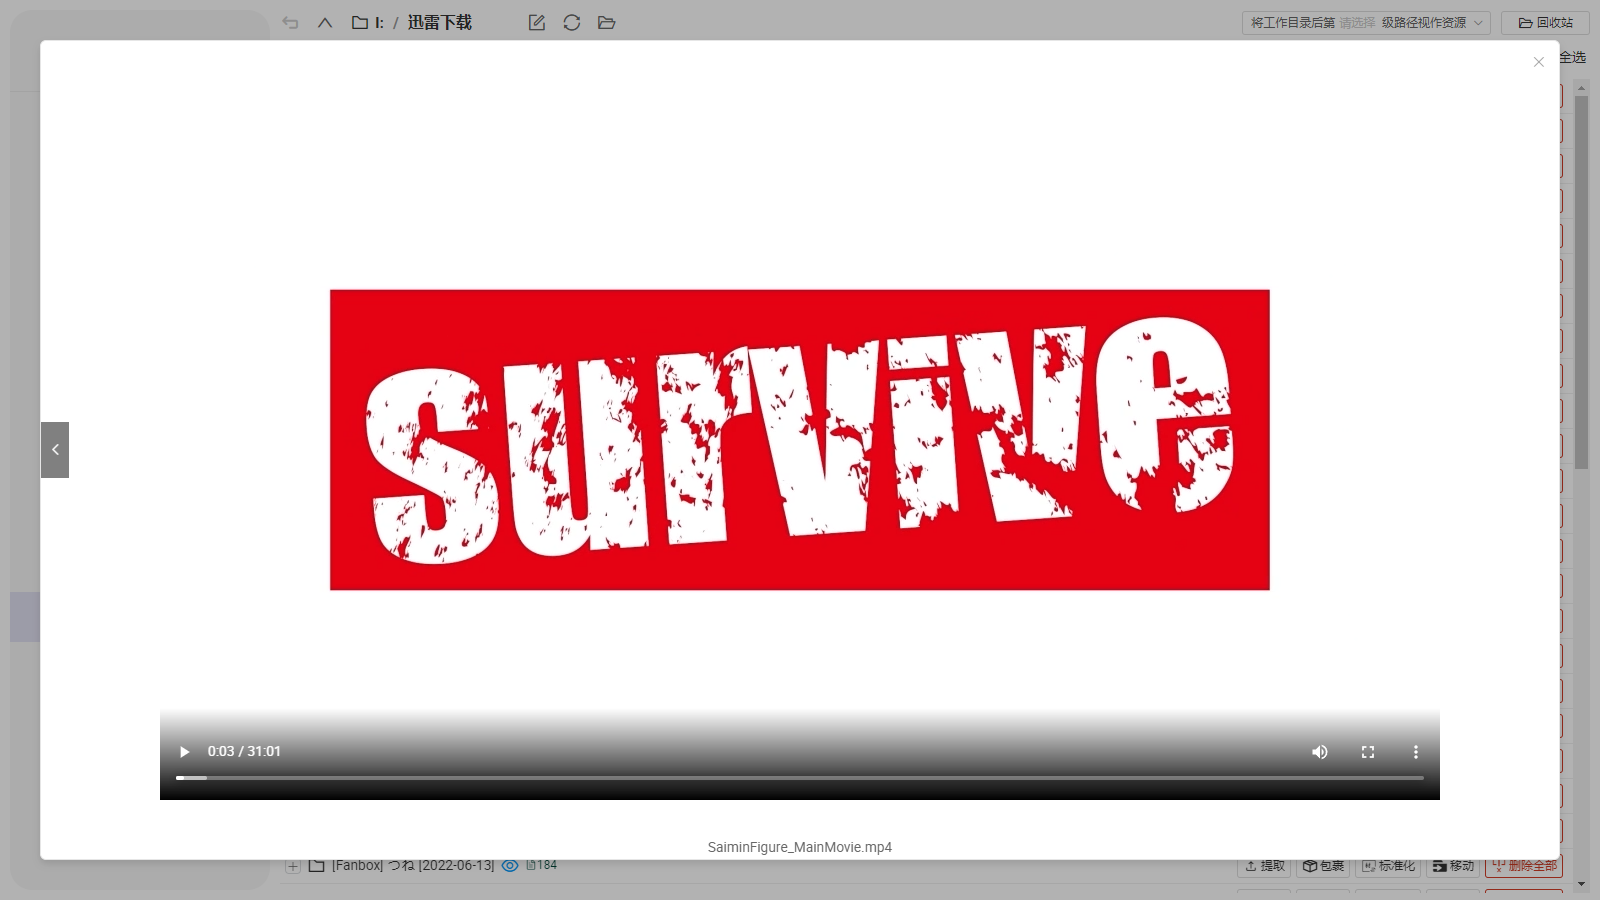 I: / 迅雷下载
将工作目录后第 请选择 级路径视作资源
回收站
全选
survive
0:03 / 31:01
SaiminFigure_MainMovie.mp4
[Fanbox] つね [2022-06-13] 184 提取 包裹 标准化 移动 删除全部